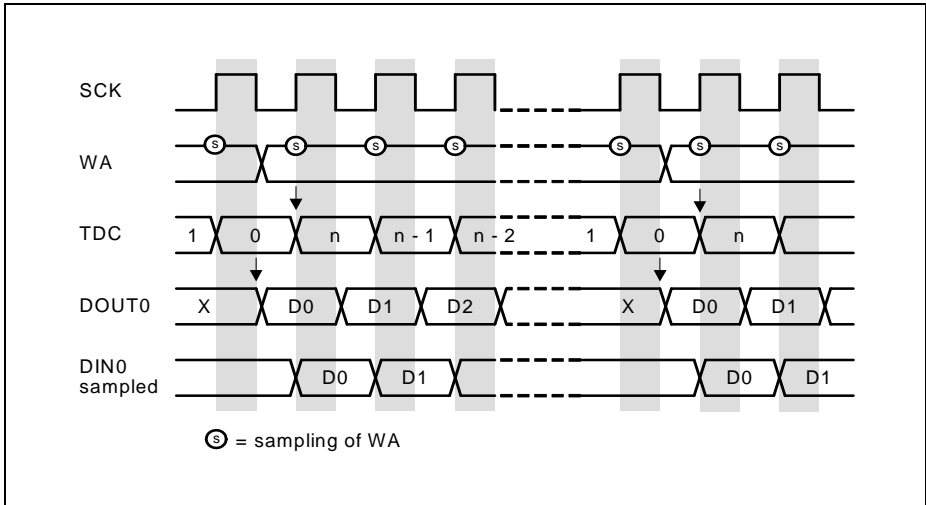 SCK
WA
s s s s s s s
TDC 1 0 n n - 1 n - 2 1 0 n
DOUT0 X D0 D1 D2 X D0 D1
DIN0
sampled D0 D1 D0 D1
s = sampling of WA